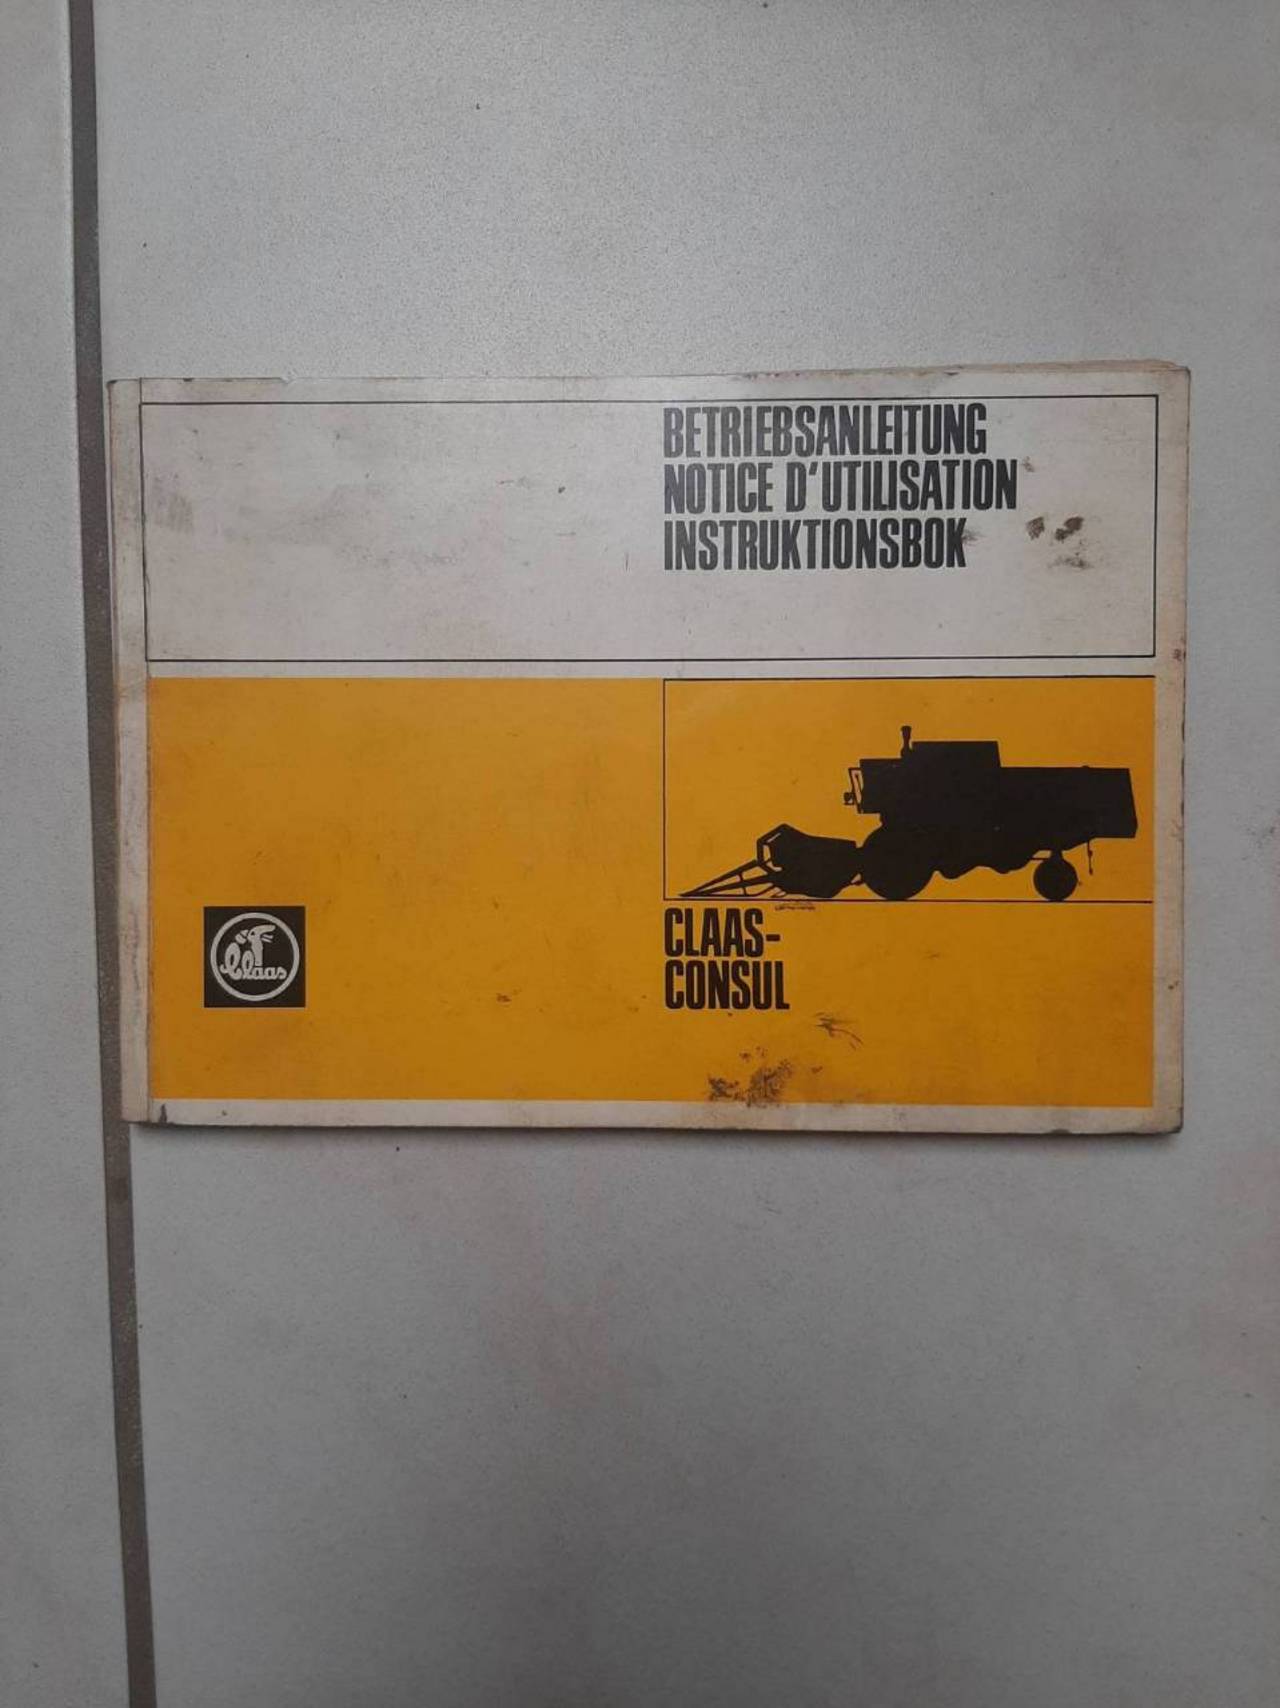 BETRIEBSANLEITUNG
NOTICE D'UTILISATION
INSTRUKTIONSBOK
Claas
CLAAS-
CONSUL